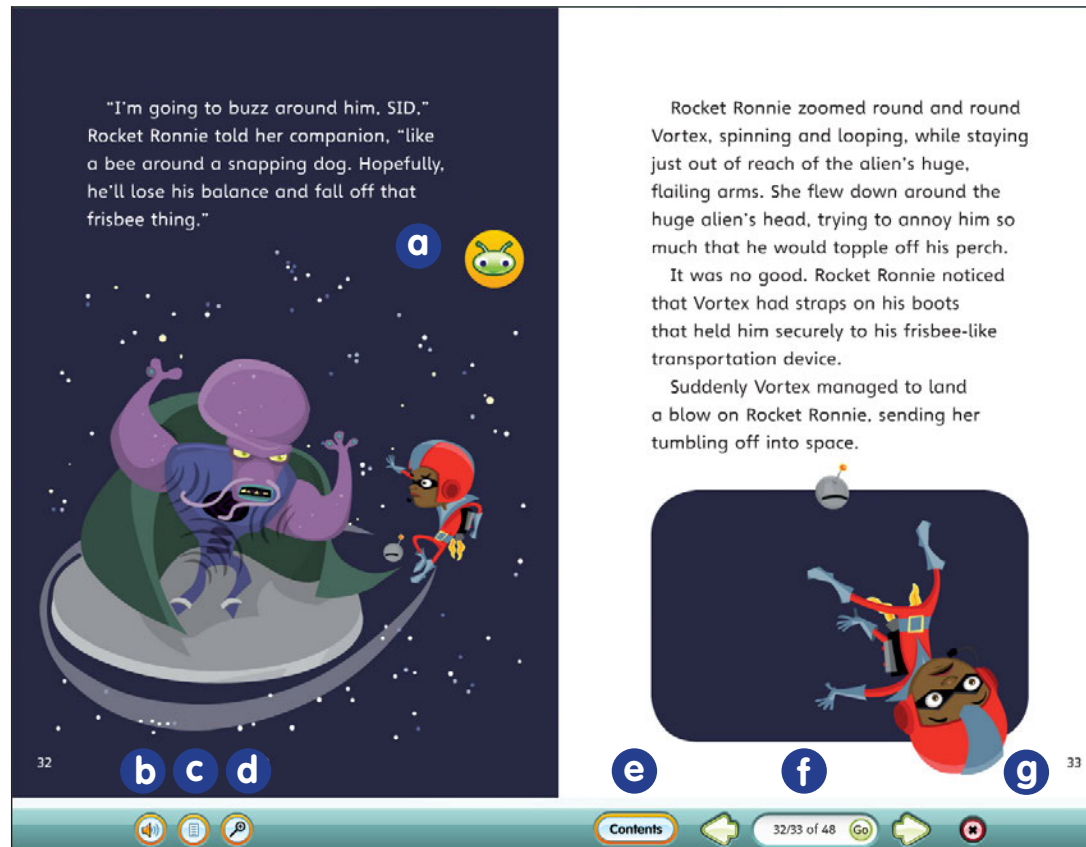 “I’m going to buzz around him, SID,”
Rocket Ronnie told her companion, “like
a bee around a snapping dog. Hopefully,
he’ll lose his balance and fall off that
frisbee thing.”
a
32
b
c
d
Rocket Ronnie zoomed round and round
Vortex, spinning and looping, while staying
just out of reach of the alien’s huge,
flailing arms. She flew down around the
huge alien’s head, trying to annoy him so
much that he would topple off his perch.
It was no good. Rocket Ronnie noticed
that Vortex had straps on his boots
that held him securely to his frisbee-like
transportation device.
Suddenly Vortex managed to land
a blow on Rocket Ronnie, sending her
tumbling off into space.
e
f
g
33
Contents
32/33 of 48
Go